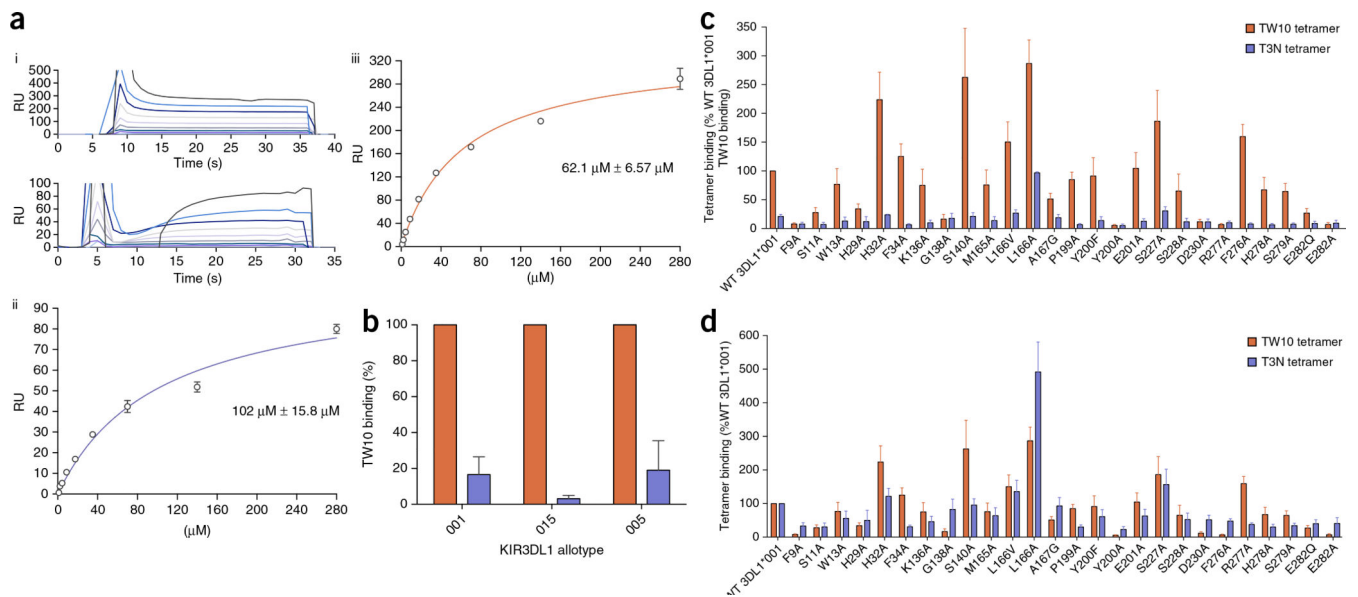 a
i
RU
500
400
300
200
100
0
0 5 10 15 20 25 30 35 40
Time (s)
RU
100
80
60
40
20
0
0 5 10 15 20 25 30 35
Time (s)
ii
RU
90
80
70
60
50
40
30
20
10
0
102 µM ± 15.8 µM
0 40 80 120 160 200 240 280
(µM)
iii
RU
320
280
240
200
160
120
80
40
0
62.1 µM ± 6.57 µM
0 40 80 120 160 200 240 280
(µM)
b
TW10 binding (%)
100
80
60
40
20
0
001 015 005
KIR3DL1 allotype
c
Tetramer binding (% WT 3DL1*001
TW10 binding)
350
300
250
200
150
100
50
0
TW10 tetramer
T3N tetramer
WT 3DL1*001 F9A S11A W13A H29A H32A F34A K136A G138A S140A M165A L166V L166A A167G P199A Y200F Y200A E201A S227A S228A D230A R277A F276A H278A S279A E282Q E282A
d
Tetramer binding (%WT 3DL1*001)
600
500
400
300
200
100
0
TW10 tetramer
T3N tetramer
WT 3DL1*001 F9A S11A W13A H29A H32A F34A K136A G138A S140A M165A L166V L166A A167G P199A Y200F Y200A E201A S227A S228A D230A F276A R277A H278A S279A E282Q E282A